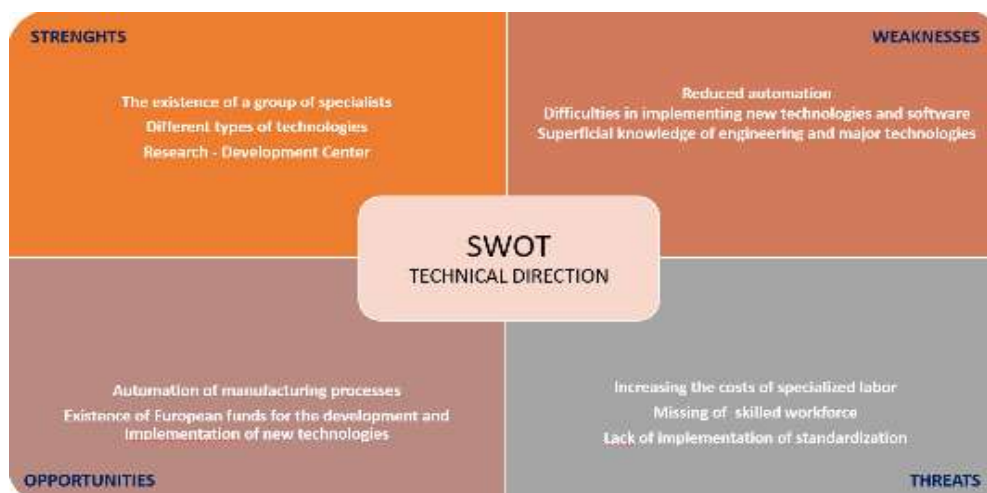 STRENGHTS
The existence of a group of specialists
Different types of technologies
Research - Development Center
WEAKNESSES
Reduced automation
Difficulties in implementing new technologies and software
Superficial knowledge of engineering and major technologies
SWOT
TECHNICAL DIRECTION
Automation of manufacturing processes
Existence of European funds for the development and
Implementation of new technologies
OPPORTUNITIES
Increasing the costs of specialized labor
Missing of skilled workforce
Lack of implementation of standardization
THREATS